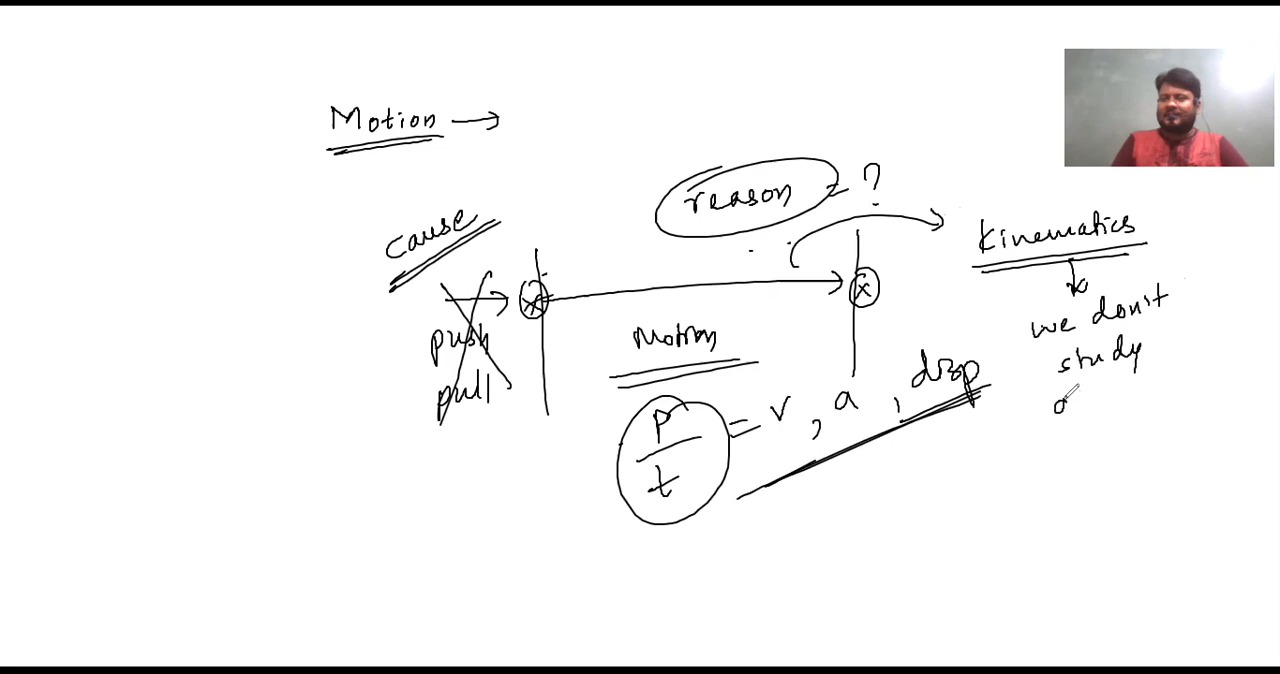 Motion →
reason = ?
cause
Kinematics
push
pull
Motion
we don't
study
P
t
= v , a , disp